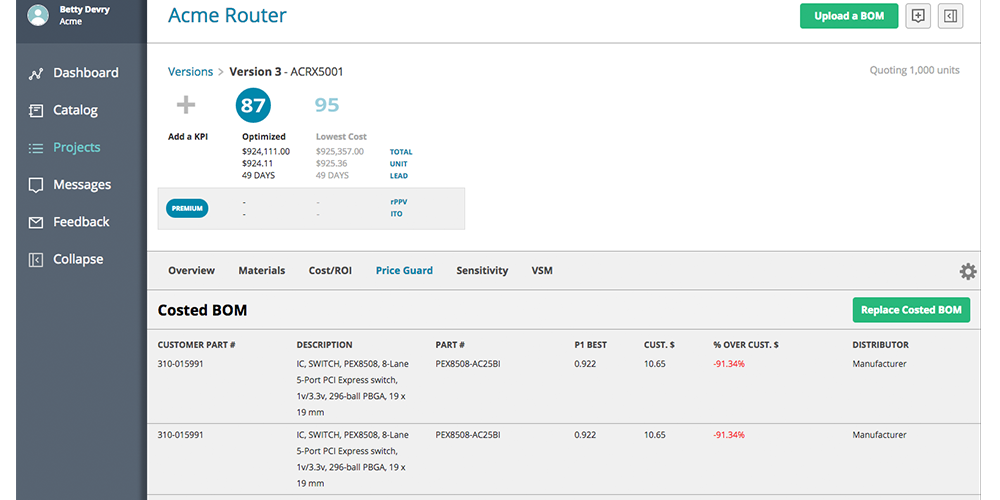 Betty Devry
Acme
Acme Router
Upload a BOM
Dashboard
Catalog
Projects
Messages
Feedback
Collapse
Versions > Version 3 - ACRX5001
Quoting 1,000 units
87
95
Add a KPI
Optimized
Lowest Cost
$924,111.00
$925,357.00
TOTAL
$924.11
$925.36
UNIT
49 DAYS
49 DAYS
LEAD
PREMIUM
- - rPPV
- - ITO
Overview
Materials
Cost/ROI
Price Guard
Sensitivity
VSM
Costed BOM
Replace Costed BOM
CUSTOMER PART #
DESCRIPTION
PART #
P1 BEST
CUST. $
% OVER CUST. $
DISTRIBUTOR
310-015991
IC, SWITCH, PEX8508, 8-Lane
5-Port PCI Express switch,
1v/3.3v, 296-ball PBGA, 19 x
19 mm
PEX8508-AC25BI
0.922
10.65
-91.34%
Manufacturer
310-015991
IC, SWITCH, PEX8508, 8-Lane
5-Port PCI Express switch,
1v/3.3v, 296-ball PBGA, 19 x
19 mm
PEX8508-AC25BI
0.922
10.65
-91.34%
Manufacturer